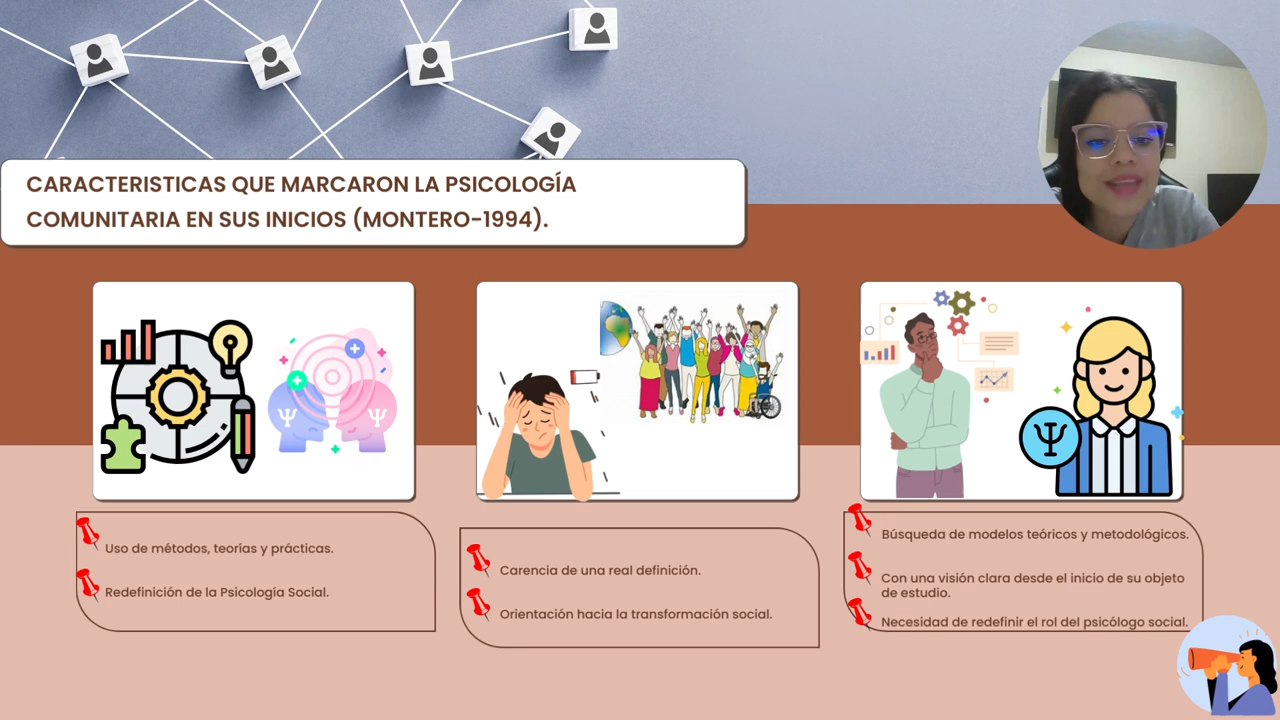 CARACTERISTICAS QUE MARCARON LA PSICOLOGÍA
COMUNITARIA EN SUS INICIOS (MONTERO-1994).
Uso de métodos, teorías y prácticas.
Redefinición de la Psicología Social.
Carencia de una real definición.
Orientación hacia la transformación social.
Búsqueda de modelos teóricos y metodológicos.
Con una visión clara desde el inicio de su objeto
de estudio.
Necesidad de redefinir el rol del psicólogo social.